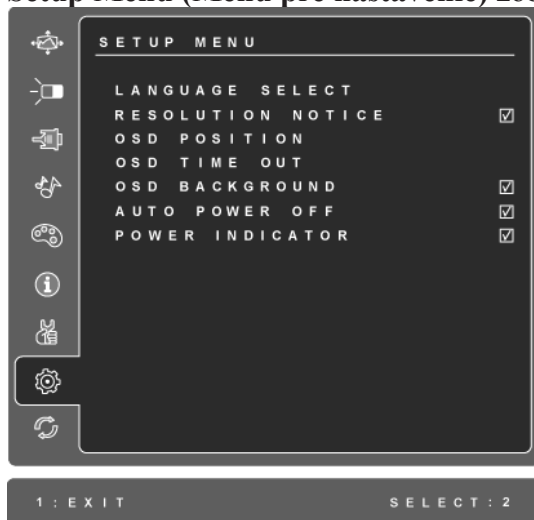 SETUP MENU
LANGUAGE SELECT
RESOLUTION NOTICE ☑
OSD POSITION
OSD TIME OUT
OSD BACKGROUND ☑
AUTO POWER OFF ☑
POWER INDICATOR ☑
1:EXIT SELECT:2